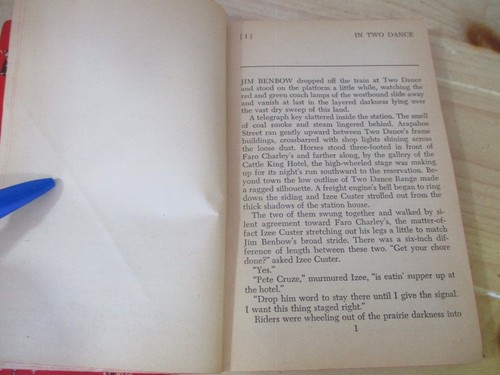 [ 1 ] IN TWO DANCE
JIM BENBOW dropped off the train at Two Dance
and stood on the platform a little while, watching the
red and green coach lamps of the westbound slide away
and vanish at last in the layered darkness lying over
the vast dry sweep of this land.
A telegraph key clattered inside the station. The smell
of coal smoke and steam lingered behind. Arapahoe
Street ran gently upward between Two Dance's frame
buildings, crossbarred with shop lights shining across
the loose dust. Horses stood three-footed in front of
Faro Charley's and farther along, by the gallery of the
Cattle King Hotel, the high-wheeled stage was making
up for its night's run southward to the reservation. Be-
yond town the low outline of Two Dance Range made
a ragged silhouette. A freight engine's bell began to ring
down the siding and Izee Custer strolled out from the
thick shadows of the station house.
The two of them swung together and walked by si-
lent agreement toward Faro Charley's, the matter-of-
fact Izee Custer stretching out his legs a little to match
Jim Benbow's broad stride. There was a six-inch dif-
ference of length between these two. "Get your chore
done?" asked Izee Custer.
"Yes."
"Pete Cruze," murmured Izee, "is eatin' supper up at
the hotel."
"Drop him word to stay there until I give the signal.
I want this thing staged right."
Riders were wheeling out of the prairie darkness into
1